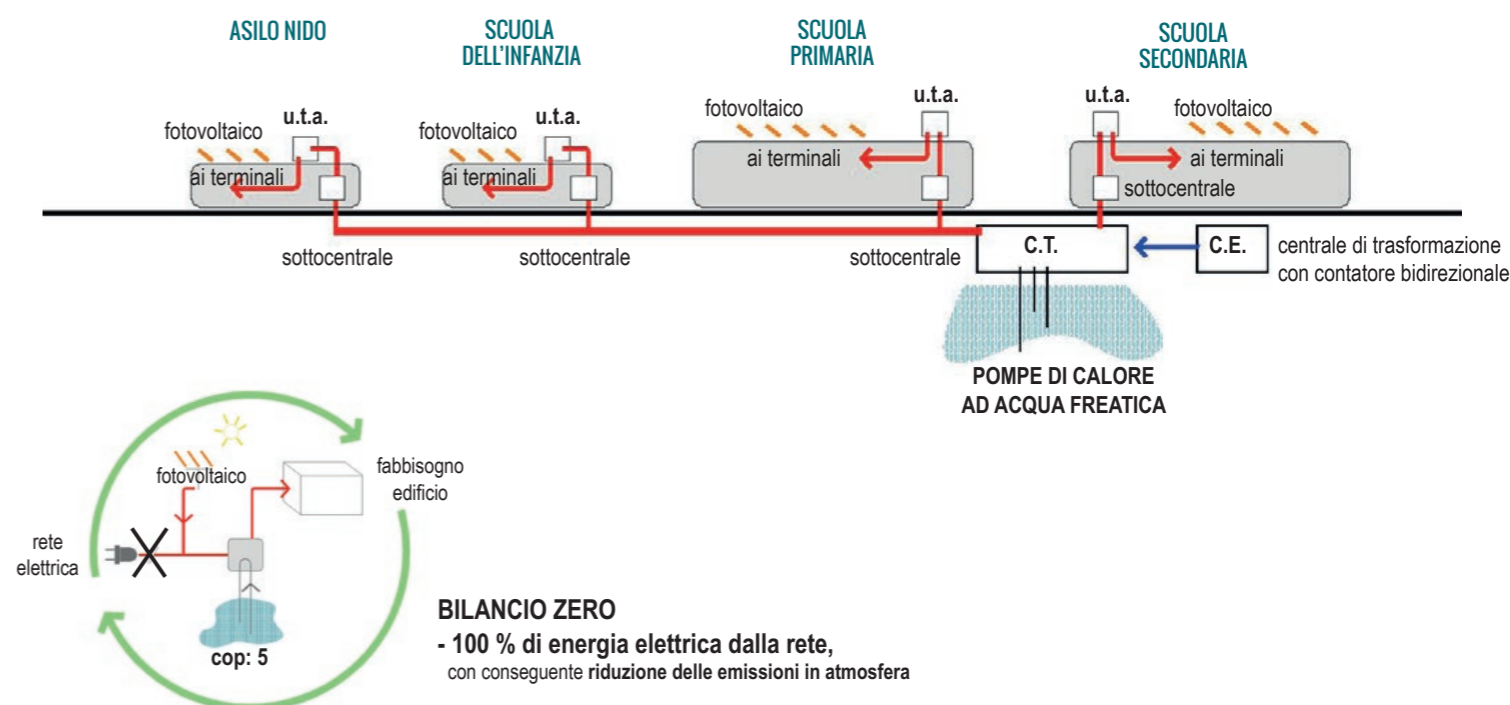 ASILO NIDO
SCUOLA
DELL'INFANZIA
SCUOLA
PRIMARIA
SCUOLA
SECONDARIA
fotovoltaico
u.t.a.
ai terminali
fotovoltaico
u.t.a.
ai terminali
fotovoltaico
u.t.a.
ai terminali
u.t.a.
fotovoltaico
ai terminali
sottocentrale
sottocentrale
sottocentrale
sottocentrale
C.T.
C.E.
centrale di trasformazione
con contatore bidirezionale
POMPE DI CALORE
AD ACQUA FREATICA
fotovoltaico
fabbisogno
edificio
rete
elettrica
cop: 5
BILANCIO ZERO
- 100 % di energia elettrica dalla rete,
con conseguente riduzione delle emissioni in atmosfera